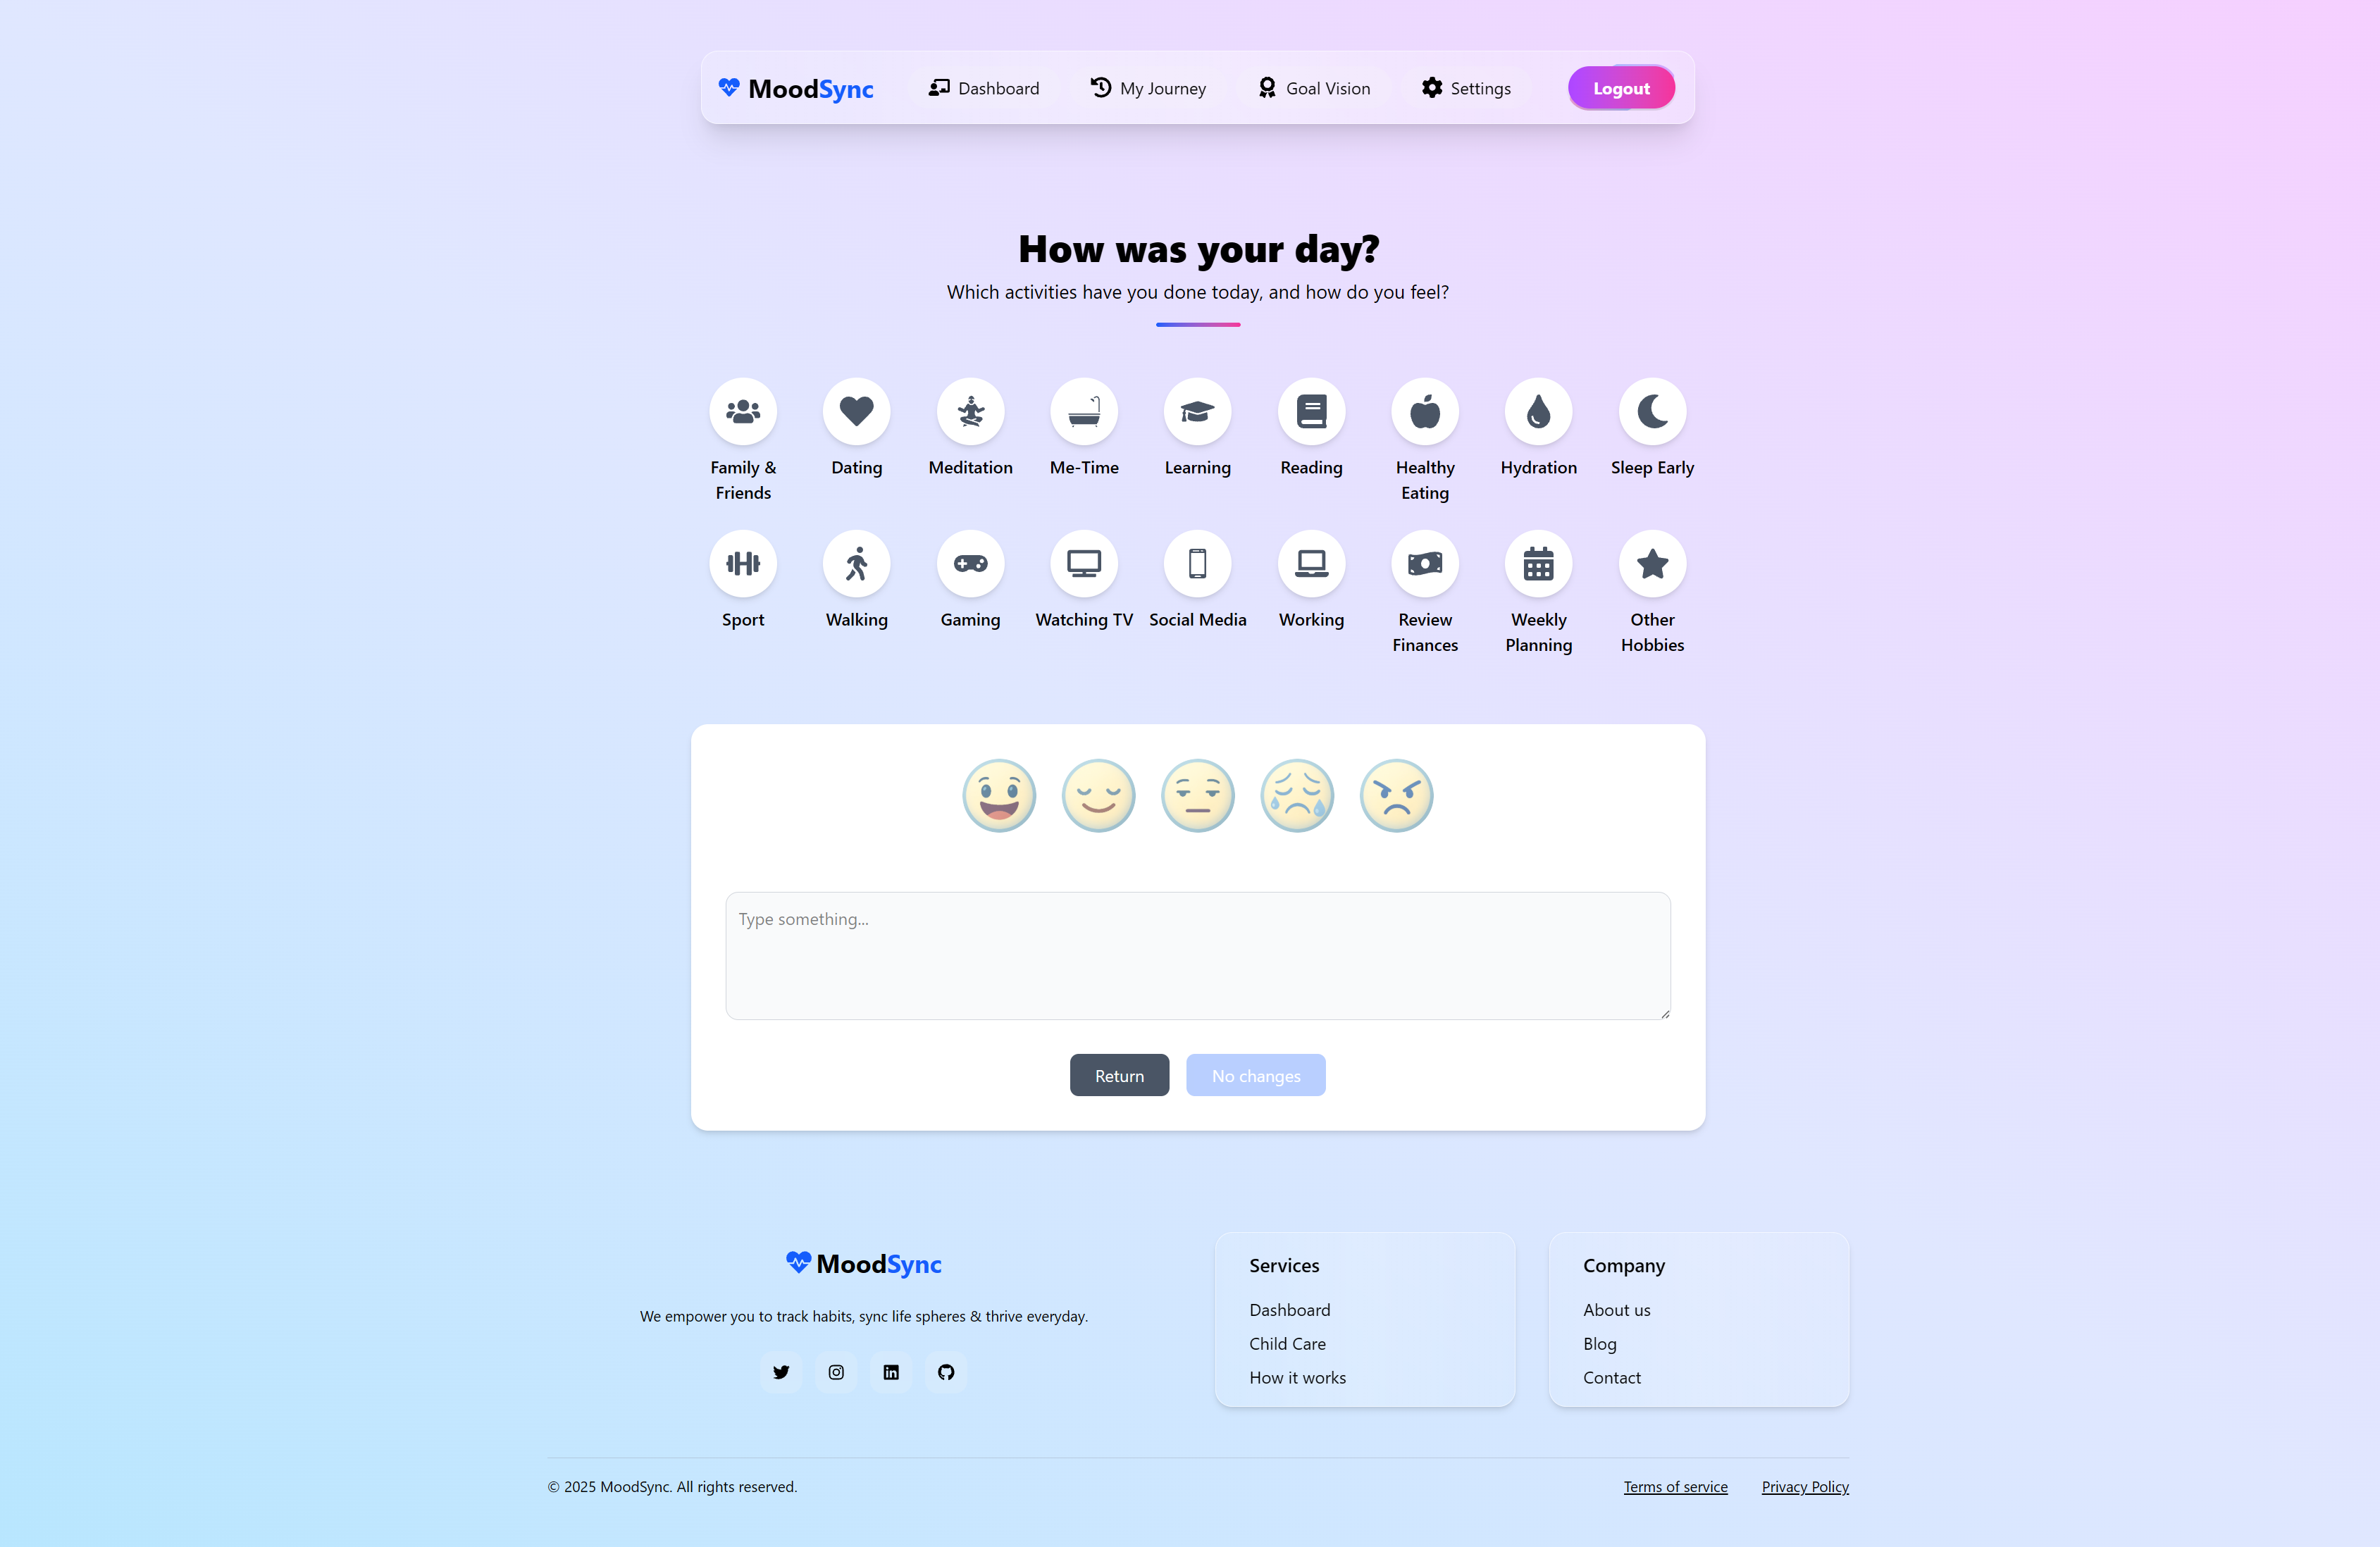 MoodSync
Dashboard
My Journey
Goal Vision
Settings
Logout
How was your day?
Which activities have you done today, and how do you feel?
Family &
Friends
Dating
Meditation
Me-Time
Learning
Reading
Healthy
Eating
Hydration
Sleep Early
Sport
Walking
Gaming
Watching TV
Social Media
Working
Review
Finances
Weekly
Planning
Other
Hobbies
Type something...
Return
No changes
MoodSync
We empower you to track habits, sync life spheres & thrive everyday.
Services
Dashboard
Child Care
How it works
Company
About us
Blog
Contact
© 2025 MoodSync. All rights reserved.
Terms of service
Privacy Policy